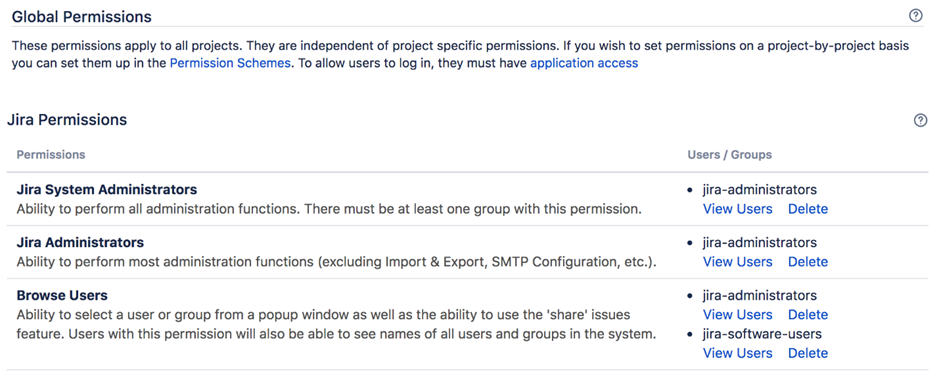 Global Permissions
These permissions apply to all projects. They are independent of project specific permissions. If you wish to set permissions on a project-by-project basis
you can set them up in the Permission Schemes. To allow users to log in, they must have application access
Jira Permissions
Permissions
Users / Groups
Jira System Administrators
Ability to perform all administration functions. There must be at least one group with this permission.
• jira-administrators
View Users Delete
Jira Administrators
Ability to perform most administration functions (excluding Import & Export, SMTP Configuration, etc.).
• jira-administrators
View Users Delete
Browse Users
Ability to select a user or group from a popup window as well as the ability to use the 'share' issues
feature. Users with this permission will also be able to see names of all users and groups in the system.
• jira-administrators
View Users Delete
• jira-software-users
View Users Delete